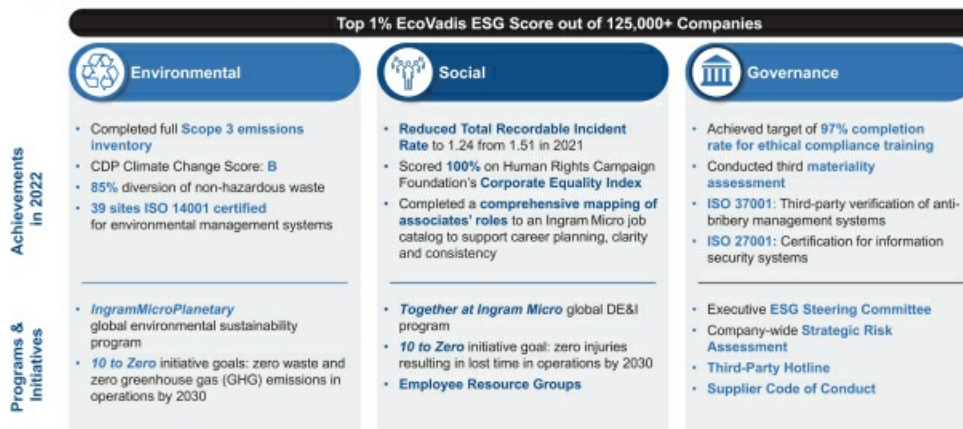 Top 1% EcoVadis ESG Score out of 125,000+ Companies
Environmental
Social
Governance
Achievements
in 2022
• Completed full Scope 3 emissions
inventory
• CDP Climate Change Score: B
• 85% diversion of non-hazardous waste
• 39 sites ISO 14001 certified
for environmental management systems
• Reduced Total Recordable Incident
Rate to 1.24 from 1.51 in 2021
• Scored 100% on Human Rights Campaign
Foundation's Corporate Equality Index
• Completed a comprehensive mapping of
associates' roles to an Ingram Micro job
catalog to support career planning, clarity
and consistency
• Achieved target of 97% completion
rate for ethical compliance training
• Conducted third materiality
assessment
• ISO 37001: Third-party verification of anti-
bribery management systems
• ISO 27001: Certification for information
security systems
Programs &
Initiatives
• IngramMicroPlanetary
global environmental sustainability
program
• 10 to Zero initiative goals: zero waste and
zero greenhouse gas (GHG) emissions in
operations by 2030
• Together at Ingram Micro global DE&I
program
• 10 to Zero initiative goal: zero injuries
resulting in lost time in operations by 2030
• Employee Resource Groups
• Executive ESG Steering Committee
• Company-wide Strategic Risk
Assessment
• Third-Party Hotline
• Supplier Code of Conduct